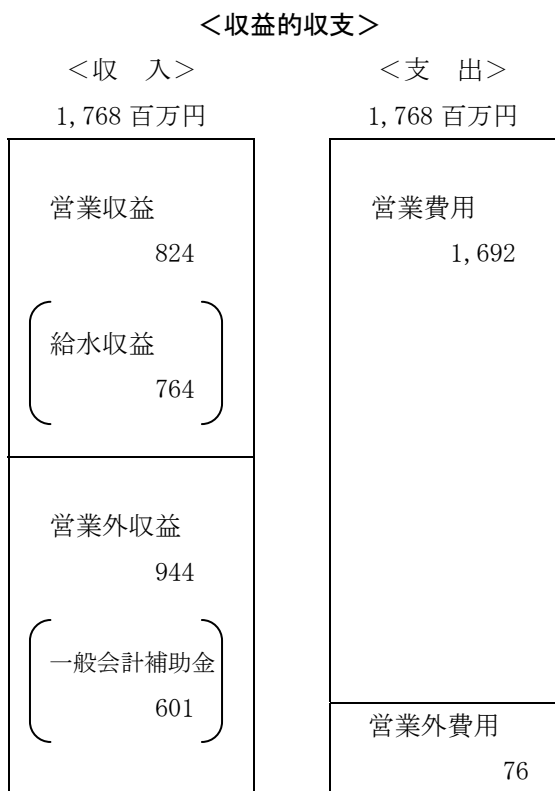 ＜収益的収支＞
＜収　入＞
1,768 百万円
営業収益
824
給水収益
764
営業外収益
944
一般会計補助金
601
＜支　出＞
1,768 百万円
営業費用
1,692
営業外費用
76